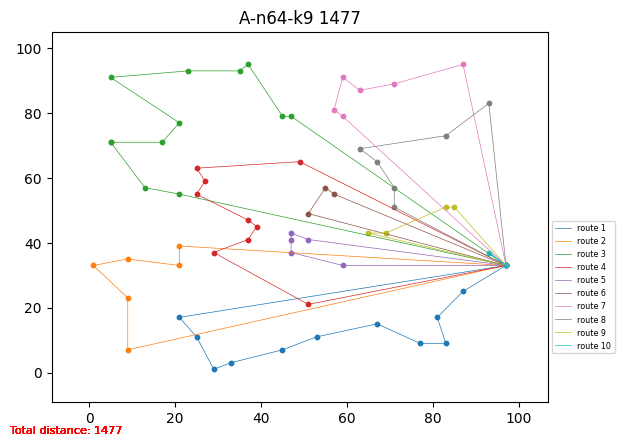 A-n64-k9 1477
100
80
60
40
20
0
0 20 40 60 80 100
route 1
route 2
route 3
route 4
route 5
route 6
route 7
route 8
route 9
route 10
Total distance: 1477